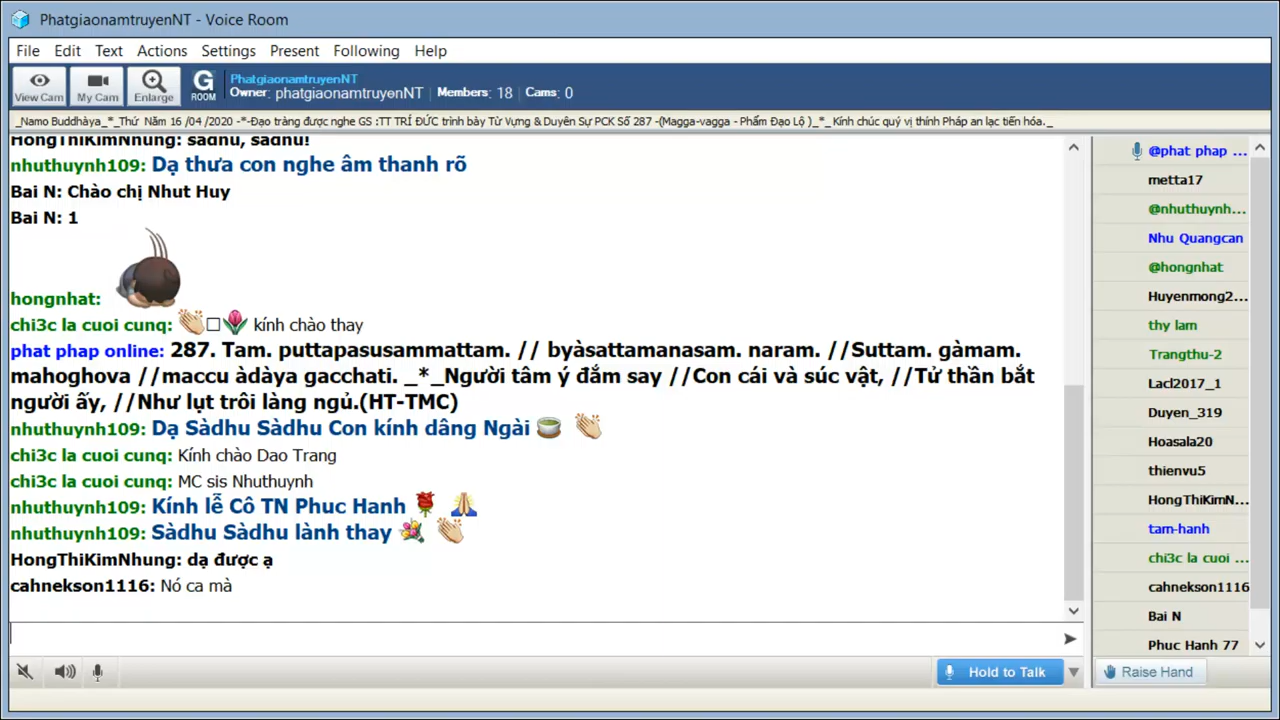 PhatgiaonamtruyenNT - Voice Room
File Edit Text Actions Settings Present Following Help
View Cam My Cam Enlarge G ROOM
PhatgiaonamtruyenNT
Owner: phatgiaonamtruyenNT Members: 18 Cams: 0
_Namo Buddhàya_*_Thứ Năm 16 /04 /2020 -*-Đạo tràng được nghe GS :TT TRÍ ĐỨC trình bày Từ Vựng & Duyên Sự PCK Số 287 -(Magga-vagga - Phẩm Đạo Lộ )_*_ Kính chúc quý vị thính Pháp an lạc tiến hóa._
HongThiKimNhung: sadhu, sadhu!
nhuthuynh109: Dạ thưa con nghe âm thanh rõ
Bai N: Chào chị Nhut Huy
Bai N: 1
hongnhat:
chi3c la cuoi cunq: kính chào thay
phat phap online: 287. Tam. puttapasusammattam. // byàsattamanasam. naram. //Suttam. gàmam.
mahoghova //maccu àdàya gacchati. _*_Người tâm ý đắm say //Con cái và súc vật, //Tử thần bắt
người ấy, //Như lụt trôi làng ngủ.(HT-TMC)
nhuthuynh109: Dạ Sàdhu Sàdhu Con kính dâng Ngài
chi3c la cuoi cunq: Kính chào Dao Trang
chi3c la cuoi cunq: MC sis Nhuthuynh
nhuthuynh109: Kính lễ Cô TN Phuc Hanh
nhuthuynh109: Sàdhu Sàdhu lành thay
HongThiKimNhung: dạ được ạ
cahnekson1116: Nó ca mà
@phat phap ...
metta17
@nhuthuynh...
Nhu Quangcan
@hongnhat
Huyenmong2...
thy lam
Trangthu-2
Lacl2017_1
Duyen_319
Hoasala20
thienvu5
HongThiKimN...
tam-hanh
chi3c la cuoi ...
cahnekson1116
Bai N
Phuc Hanh 77
Hold to Talk
Raise Hand